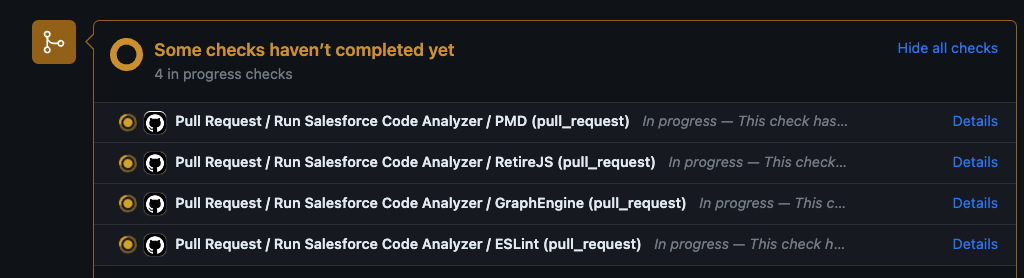 Some checks haven’t completed yet
Hide all checks
4 in progress checks
Pull Request / Run Salesforce Code Analyzer / PMD (pull_request) In progress — This check has... Details
Pull Request / Run Salesforce Code Analyzer / RetireJS (pull_request) In progress — This check... Details
Pull Request / Run Salesforce Code Analyzer / GraphEngine (pull_request) In progress — This c... Details
Pull Request / Run Salesforce Code Analyzer / ESLint (pull_request) In progress — This check h... Details